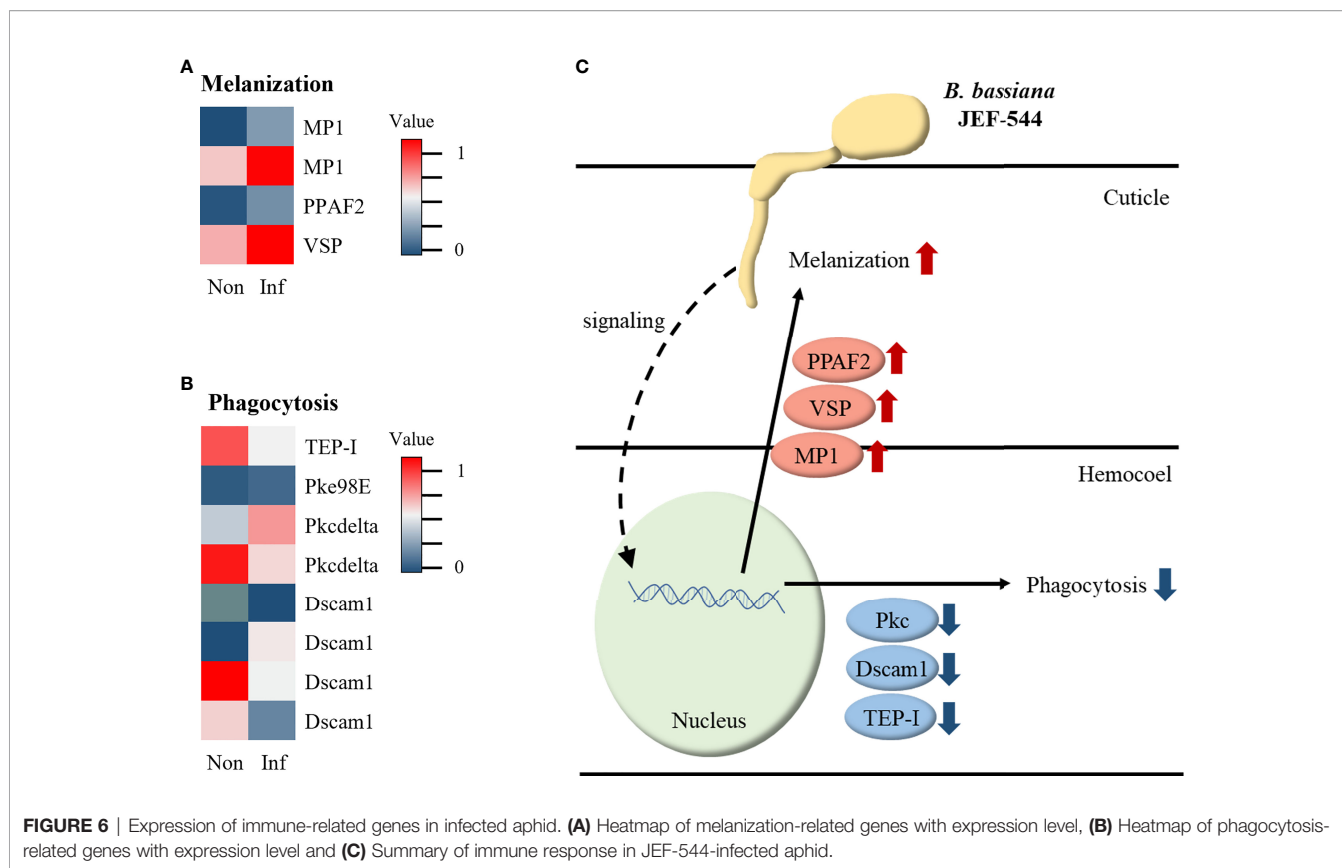 A
Melanization
MP1
MP1
PPAF2
VSP
Non Inf
Value
1
0
B
Phagocytosis
TEP-I
Pke98E
Pkcdelta
Pkcdelta
Dscam1
Dscam1
Dscam1
Dscam1
Non Inf
Value
1
0
C
B. bassiana
JEF-544
Cuticle
Melanization
signaling
PPAF2
VSP
MP1
Hemocoel
Phagocytosis
Pkc
Dscam1
TEP-I
Nucleus
FIGURE 6 | Expression of immune-related genes in infected aphid. (A) Heatmap of melanization-related genes with expression level, (B) Heatmap of phagocytosis-
related genes with expression level and (C) Summary of immune response in JEF-544-infected aphid.